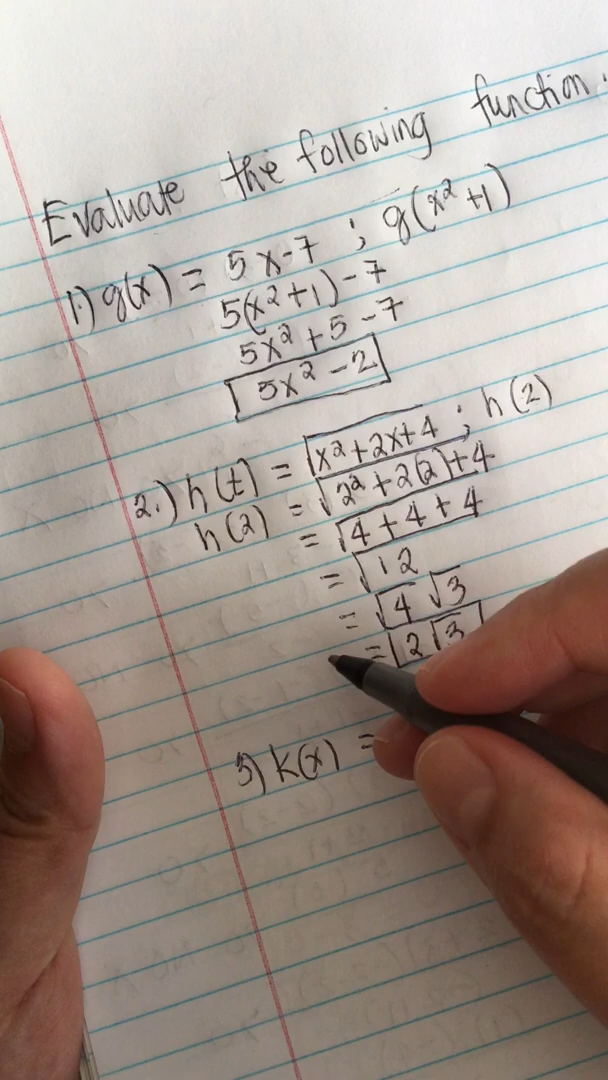 Evaluate the following function.
1.) g(x) = 5x-7 ; g(x² +1)
5(x²+1)-7
5x² +5 -7
5x² -2
2.) h(t) = √x²+2x+4 ; h(2)
h(2) = √2²+2(2)+4
= √4+4+4
= √12
= √4 √3
= 2√3
3) k(x) =